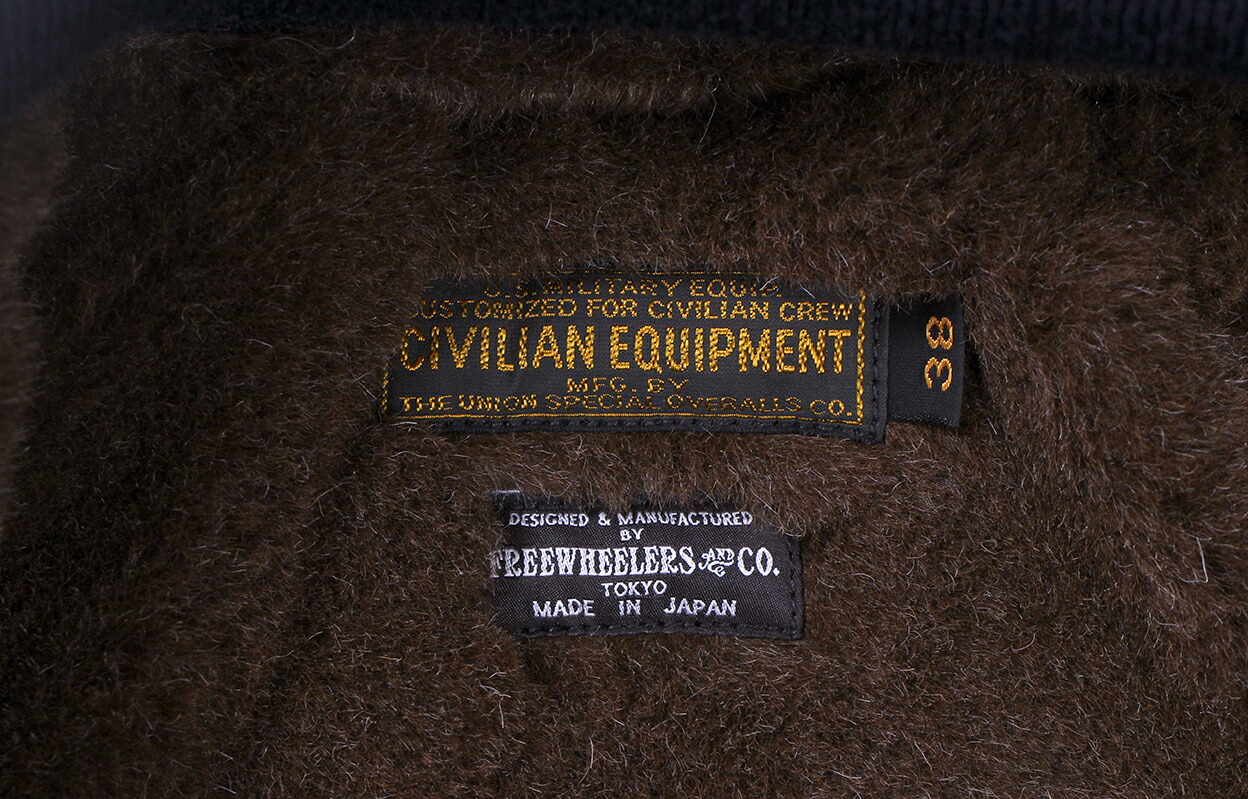 U.S. MILITARY EQUIP.
CUSTOMIZED FOR CIVILIAN CREW
CIVILIAN EQUIPMENT
MFG. BY
THE UNION SPECIAL OVERALLS CO.
38
DESIGNED & MANUFACTURED
BY
FREEWHEELERS AND CO.
TOKYO
MADE IN JAPAN